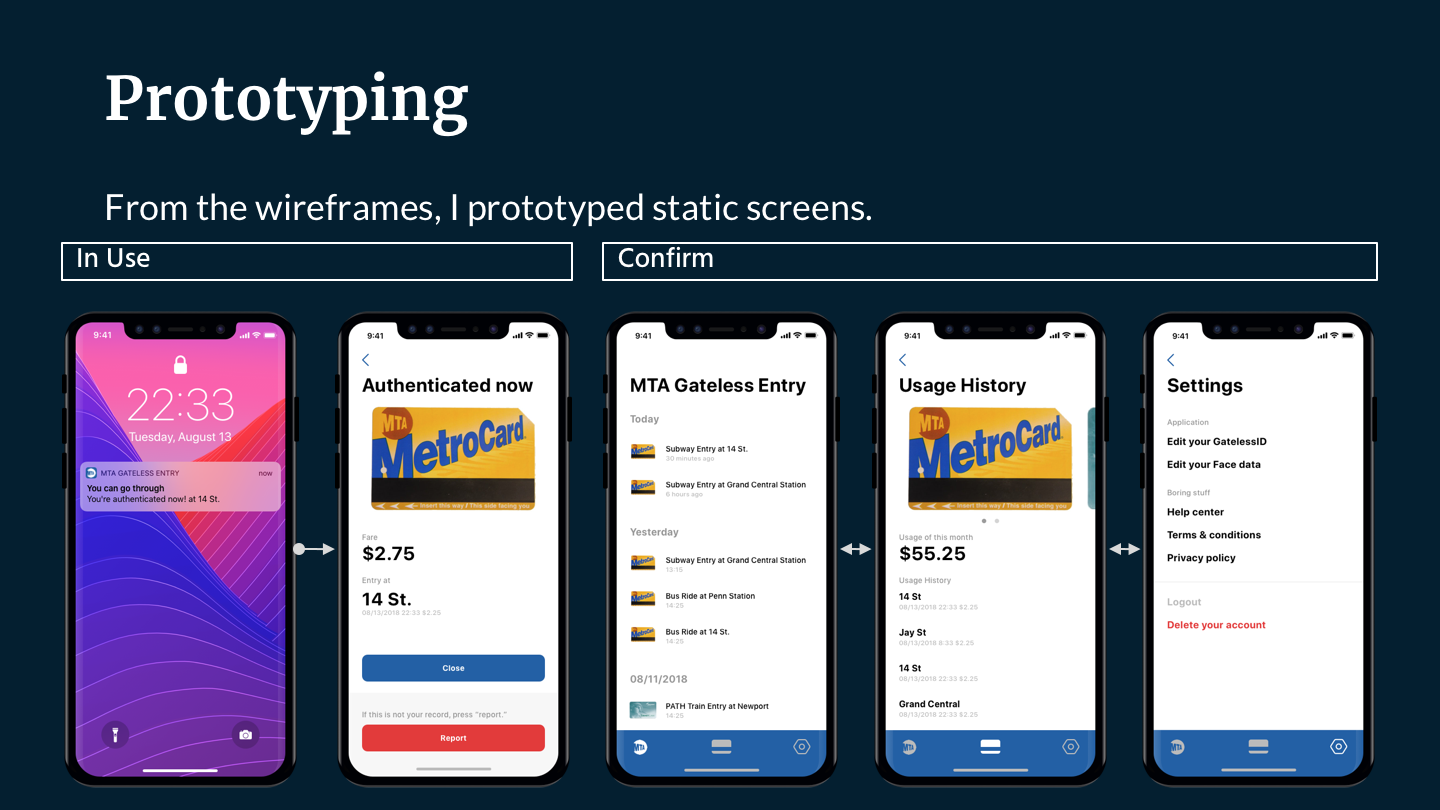 Prototyping
From the wireframes, I prototyped static screens.
In Use
Confirm
9:41
22:33
Tuesday, August 13
MTA GATELESS ENTRY now
You can go through
You're authenticated now! at 14 St.
9:41
Authenticated now
MTA
MetroCard
Insert this way / This side facing you
Fare
$2.75
Entry at
14 St.
08/13/2018 22:33 $2.25
Close
If this is not your record, press "report."
Report
9:41
MTA Gateless Entry
Today
Subway Entry at 14 St.
30 minutes ago
Subway Entry at Grand Central Station
6 hours ago
Yesterday
Subway Entry at Grand Central Station
13:15
Bus Ride at Penn Station
14:25
Bus Ride at 14 St.
14:25
08/11/2018
PATH Train Entry at Newport
14:25
MTA
9:41
Usage History
MTA
MetroCard
Insert this way / This side facing you
Usage of this month
$55.25
Usage History
14 St
08/13/2018 22:33 $2.25
Jay St
08/13/2018 8:33 $2.25
14 St
08/13/2018 22:33 $2.25
Grand Central
08/13/2018 22:33 $2.25
MTA
9:41
Settings
Application
Edit your GatelessID
Edit your Face data
Boring stuff
Help center
Terms & conditions
Privacy policy
Logout
Delete your account
MTA